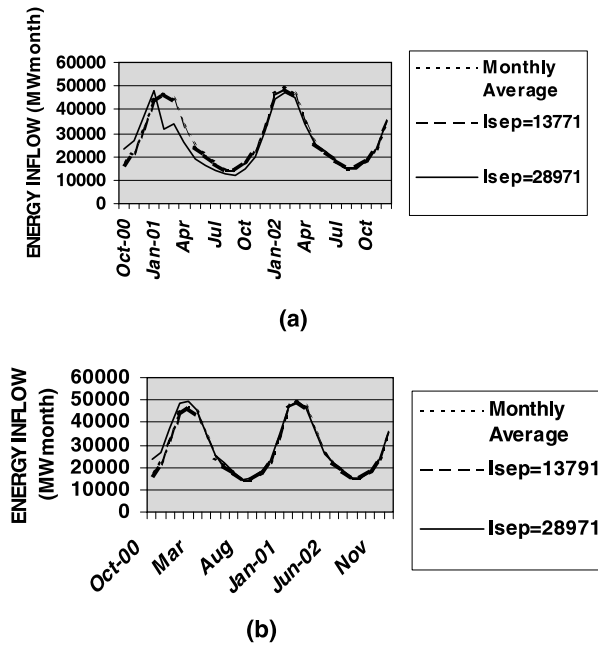 ENERGY INFLOW (MWmonth)
60000
50000
40000
30000
20000
10000
0
Oct-00
Jan-01
Apr
Jul
Oct
Jan-02
Apr
Jul
Oct
Monthly
Average
Isep=13771
Isep=28971
(a)
ENERGY INFLOW
(MWmonth)
60000
50000
40000
30000
20000
10000
0
Oct-00
Mar
Aug
Jan-01
Jun-02
Nov
Monthly
Average
Isep=13791
Isep=28971
(b)